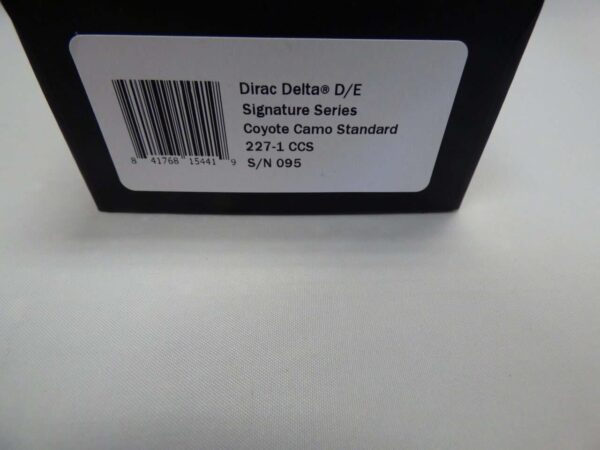 Dirac Delta® D/E
Signature Series
Coyote Camo Standard
227-1 CCS
S/N 095
8 41768 15441 9